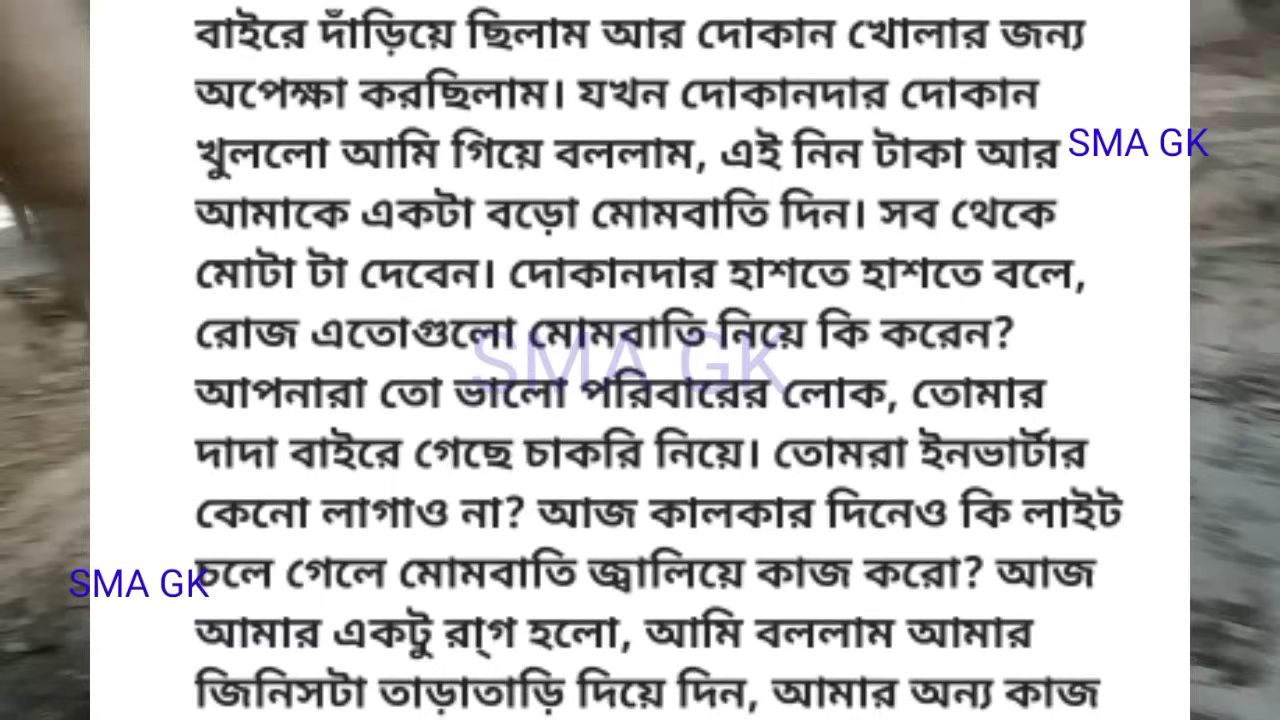 বাইরে দাঁড়িয়ে ছিলাম আর দোকান খোলার জন্য
অপেক্ষা করছিলাম। যখন দোকানদার দোকান
খুললো আমি গিয়ে বললাম, এই নিন টাকা আর
SMA GK
আমাকে একটা বড়ো মোমবাতি দিন। সব থেকে
মোটা টা দেবেন। দোকানদার হাশতে হাশতে বলে,
রোজ এতোগুলো মোমবাতি নিয়ে কি করেন?
SMA GK
আপনারা তো ভালো পরিবারের লোক, তোমার
দাদা বাইরে গেছে চাকরি নিয়ে। তোমরা ইনভার্টার
কেনো লাগাও না? আজ কালকার দিনেও কি লাইট
SMA GK
চলে গেলে মোমবাতি জ্বালিয়ে কাজ করো? আজ
আমার একটু রা্গ হলো, আমি বললাম আমার
জিনিসটা তাড়াতাড়ি দিয়ে দিন, আমার অন্য কাজ